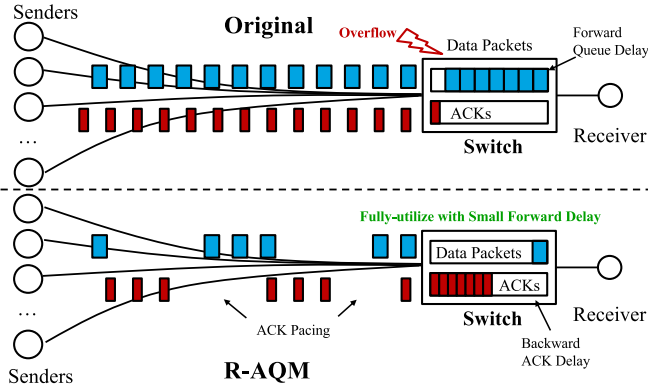 Senders
Original
Overflow
Data Packets
Forward
Queue Delay
ACKs
...
Switch
Receiver
Fully-utilize with Small Forward Delay
Data Packets
ACKs
...
ACK Pacing
Switch
Receiver
Backward
ACK Delay
Senders
R-AQM